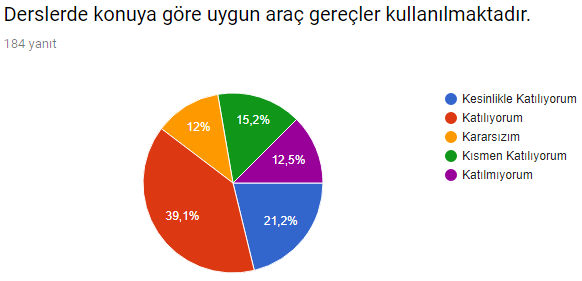 Derslerde konuya göre uygun araç gereçler kullanılmaktadır.
184 yanıt
Kesinlikle Katılıyorum
Katılıyorum
Kararsızım
Kısmen Katılıyorum
Katılmıyorum
15,2%
12%
12,5%
39,1%
21,2%